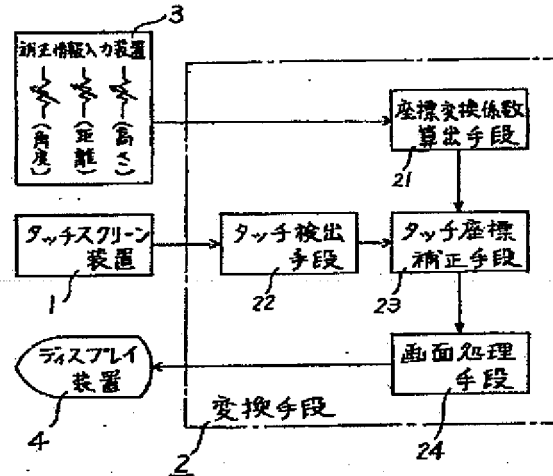 3
補正情報入力装置
(角度)
(距離)
(高さ)
座標変換係数
算出手段
21
タッチスクリーン
装置
1
タッチ検出
手段
22
タッチ座標
補正手段
23
ディスプレイ
装置
4
画面処理
手段
24
変換手段
2